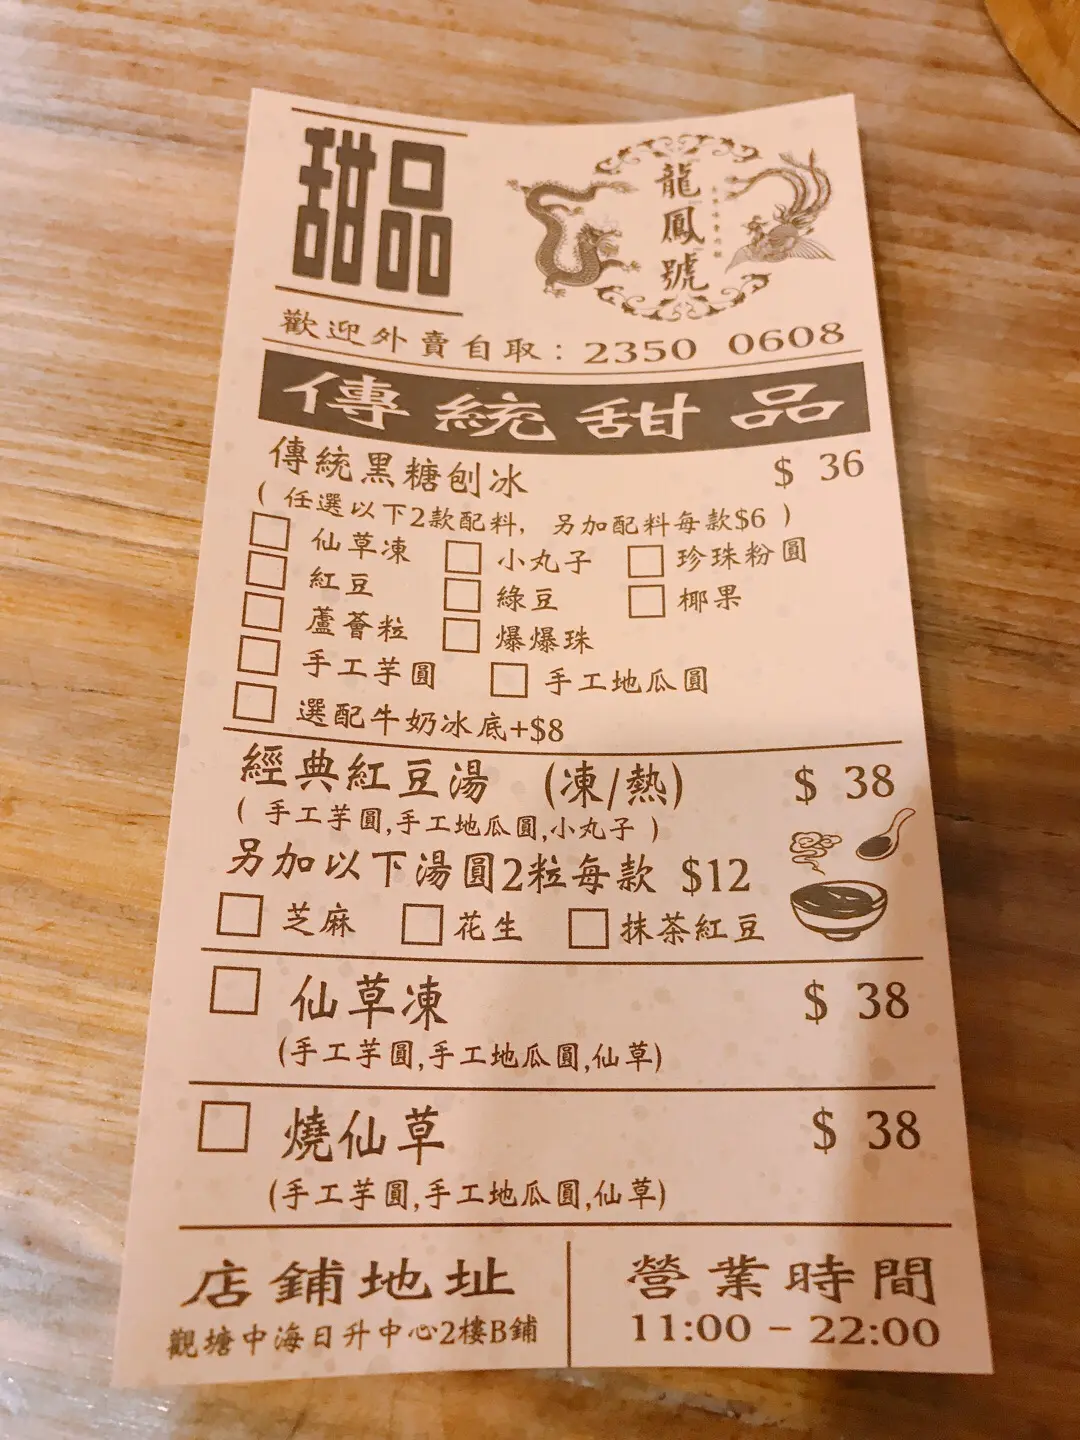 甜品
龍鳳號
歡迎外賣自取：2350 0608
傳統甜品
傳統黑糖刨冰 $ 36
( 任選以下2款配料, 另加配料每款$6 )
仙草凍 小丸子 珍珠粉圓
紅豆 綠豆 椰果
蘆薈粒 爆爆珠
手工芋圓 手工地瓜圓
選配牛奶冰底+$8
經典紅豆湯 (凍/熱) $ 38
( 手工芋圓,手工地瓜圓,小丸子 )
另加以下湯圓2粒每款 $12
芝麻 花生 抹茶紅豆
仙草凍 $ 38
(手工芋圓,手工地瓜圓,仙草)
燒仙草 $ 38
(手工芋圓,手工地瓜圓,仙草)
店鋪地址
觀塘中海日升中心2樓B鋪
營業時間
11:00 - 22:00